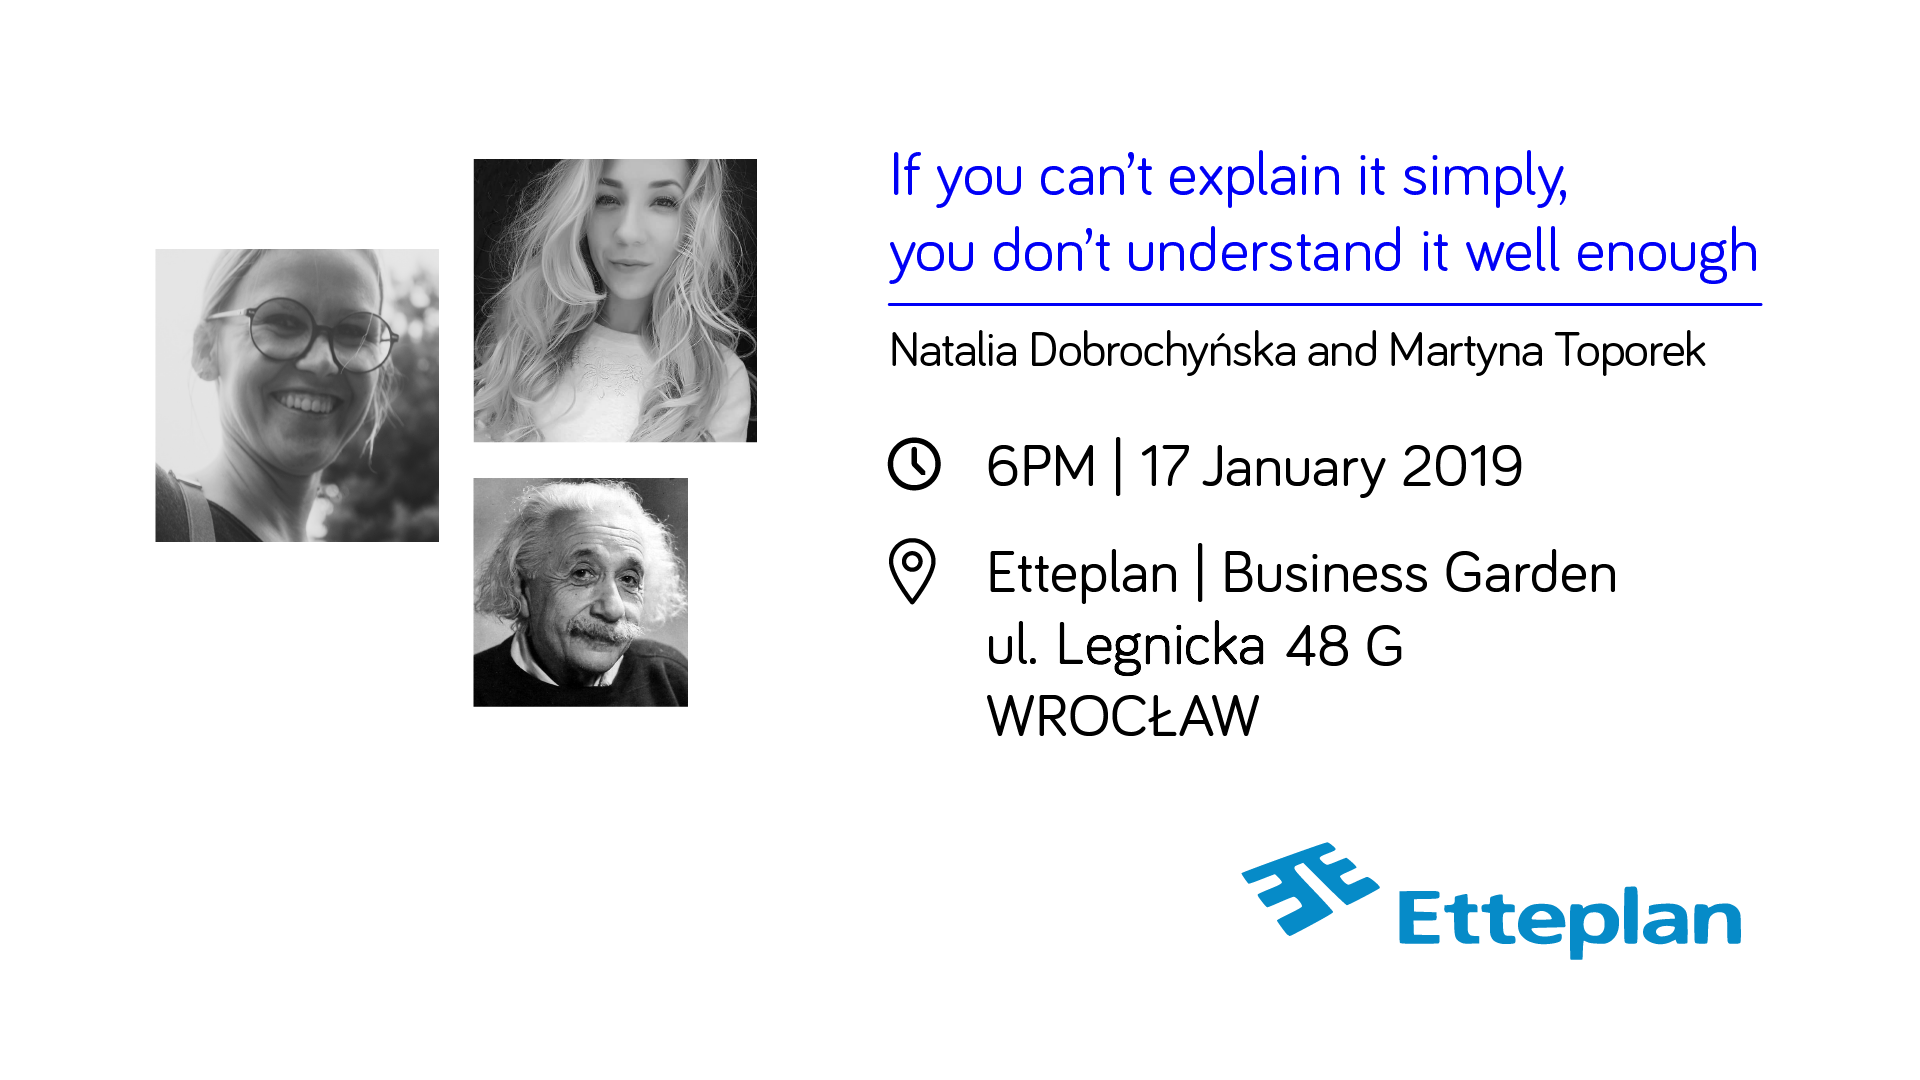 If you can’t explain it simply,
you don’t understand it well enough
Natalia Dobrochyńska and Martyna Toporek
6PM | 17 January 2019
Etteplan | Business Garden
ul. Legnicka 48 G
WROCŁAW
Etteplan